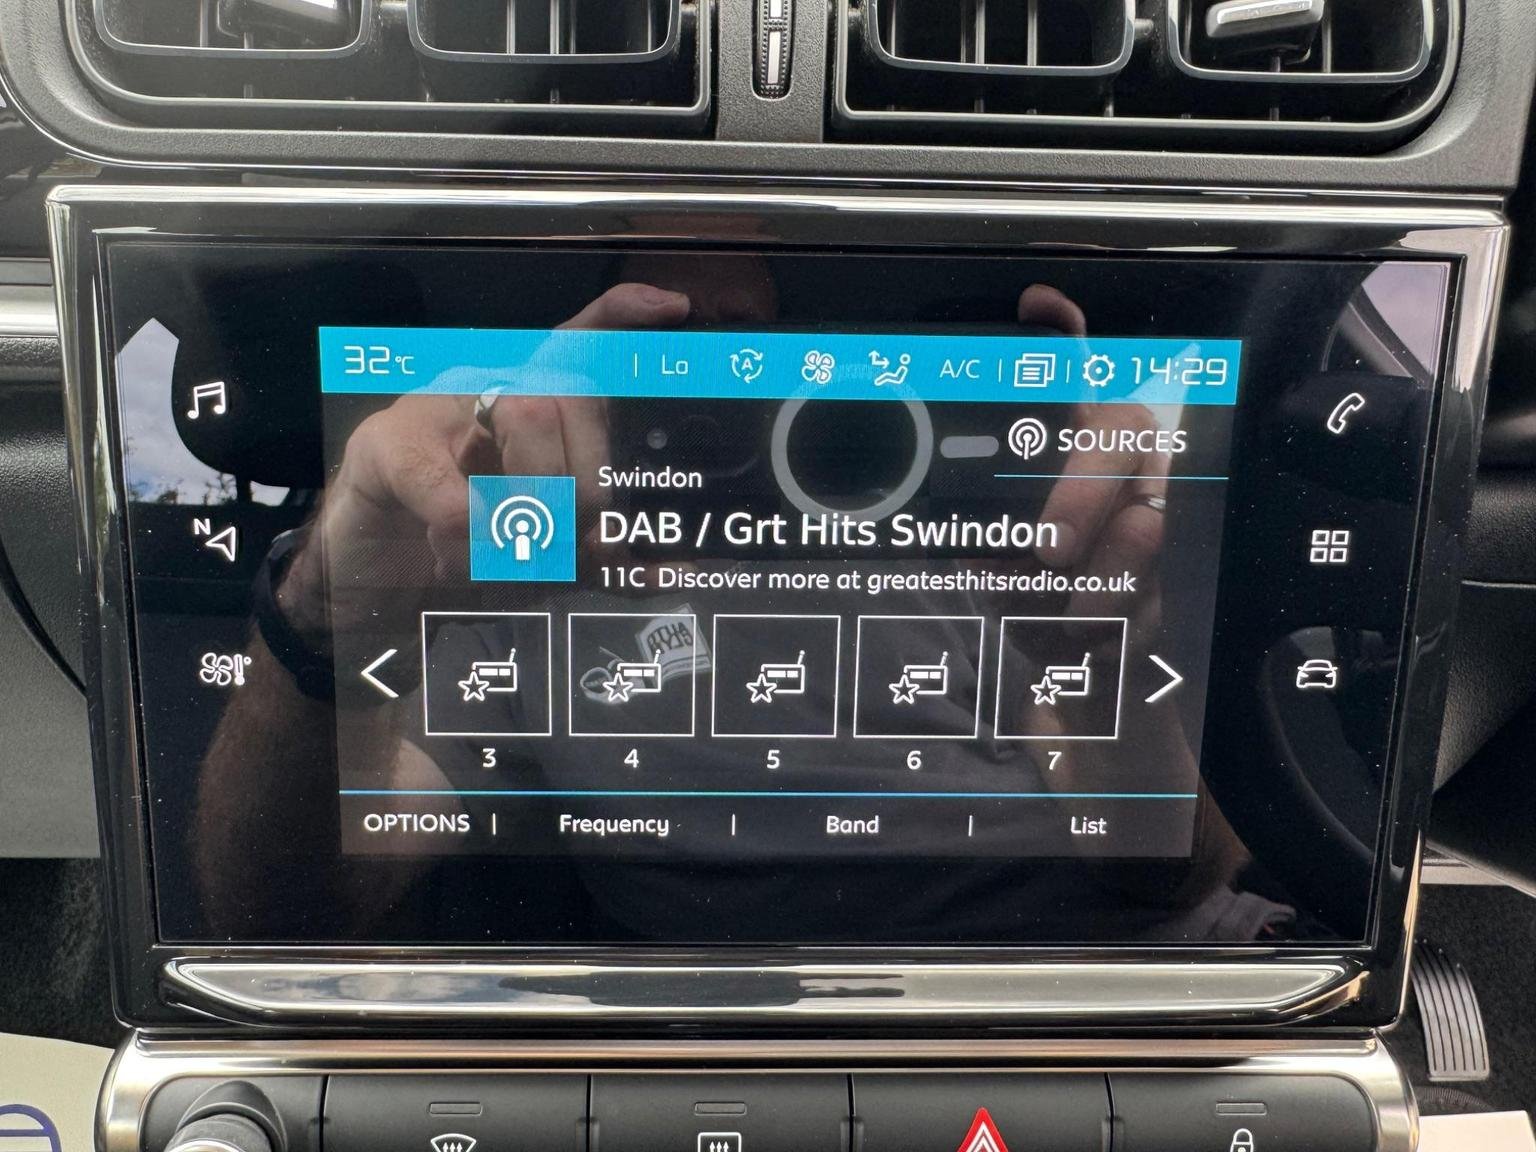 32°C | Lo A A/C | | 14:29
SOURCES
Swindon
DAB / Grt Hits Swindon
11C Discover more at greatesthitsradio.co.uk
N
3 4 5 6 7
OPTIONS | Frequency | Band | List